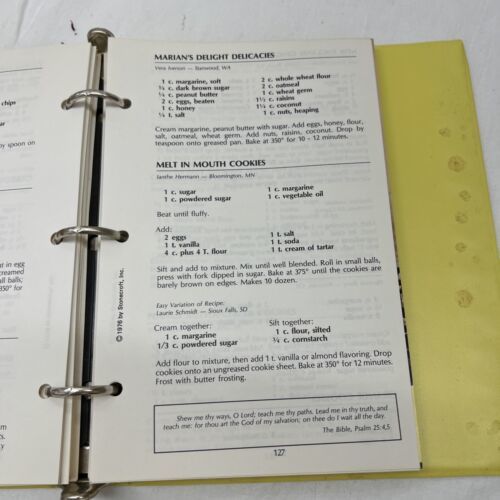 chips
ar
by spoon on
t in egg
creamed
ll balls;
350° for
m
ts.
y.
© 1976 by Stonecroft, Inc.
MARIAN'S DELIGHT DELICACIES
Vera Iverson — Stanwood, WA
1 c. margarine, soft
2 c. whole wheat flour
¾ c. dark brown sugar
2 c. oatmeal
¼ c. peanut butter
1 c. wheat germ
2 c. eggs, beaten
1½ c. raisins
1 c. honey
1¼ c. coconut
¼ t. salt
1 c. nuts, heaping
Cream margarine, peanut butter with sugar. Add eggs, honey, flour,
salt, oatmeal, wheat germ. Add nuts, raisins, coconut. Drop by
teaspoon onto greased pan. Bake at 350° for 10 - 12 minutes.
MELT IN MOUTH COOKIES
Ianthe Hermann — Bloomington, MN
1 c. sugar
1 c. margarine
1 c. powdered sugar
1 c. vegetable oil
Beat until fluffy.
Add:
2 eggs
1 t. salt
1 t. vanilla
1 t. soda
4 c. plus 4 T. flour
1 t. cream of tartar
Sift and add to mixture. Mix until well blended. Roll in small balls,
press with fork dipped in sugar. Bake at 375° until the cookies are
barely brown on edges. Makes 10 dozen.
Easy Variation of Recipe:
Laurie Schmidt — Sioux Falls, SD
Cream together:
Sift together:
1 c. margarine
1 c. flour, sifted
1/3 c. powdered sugar
¾ c. cornstarch
Add flour to mixture, then add 1 t. vanilla or almond flavoring. Drop
cookies onto an ungreased cookie sheet. Bake at 350° for 12 minutes.
Frost with butter frosting.
Shew me thy ways, O Lord; teach me thy paths. Lead me in thy truth, and
teach me: for thou art the God of my salvation; on thee do I wait all the day.
The Bible, Psalm 25:4,5
127